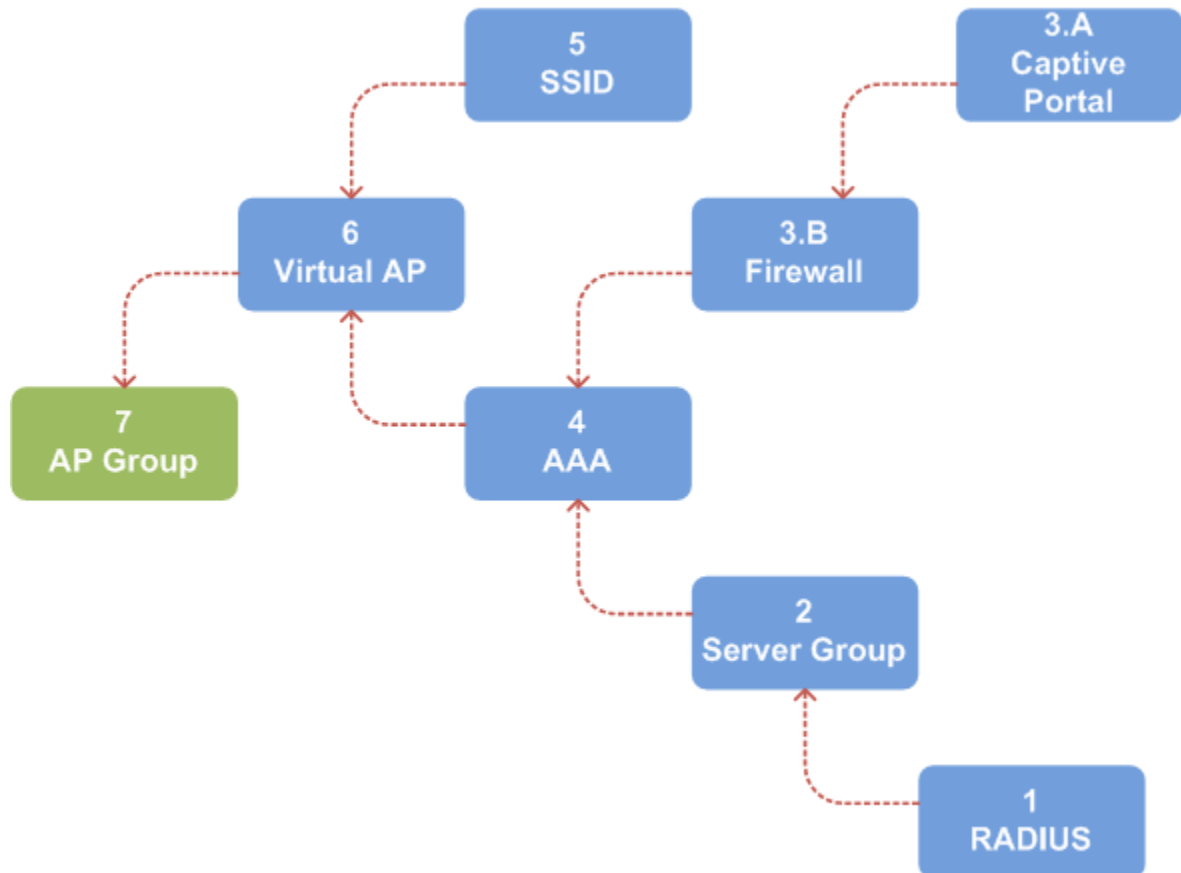 5
SSID
3.A
Captive
Portal
6
Virtual AP
3.B
Firewall
7
AP Group
4
AAA
2
Server Group
1
RADIUS